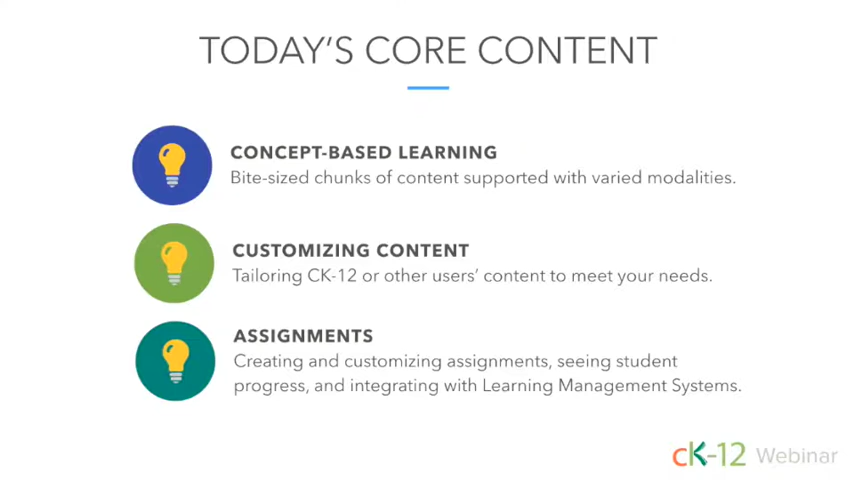 TODAY'S CORE CONTENT
CONCEPT-BASED LEARNING
Bite-sized chunks of content supported with varied modalities.
CUSTOMIZING CONTENT
Tailoring CK-12 or other users' content to meet your needs.
ASSIGNMENTS
Creating and customizing assignments, seeing student
progress, and integrating with Learning Management Systems.
cK-12 Webinar